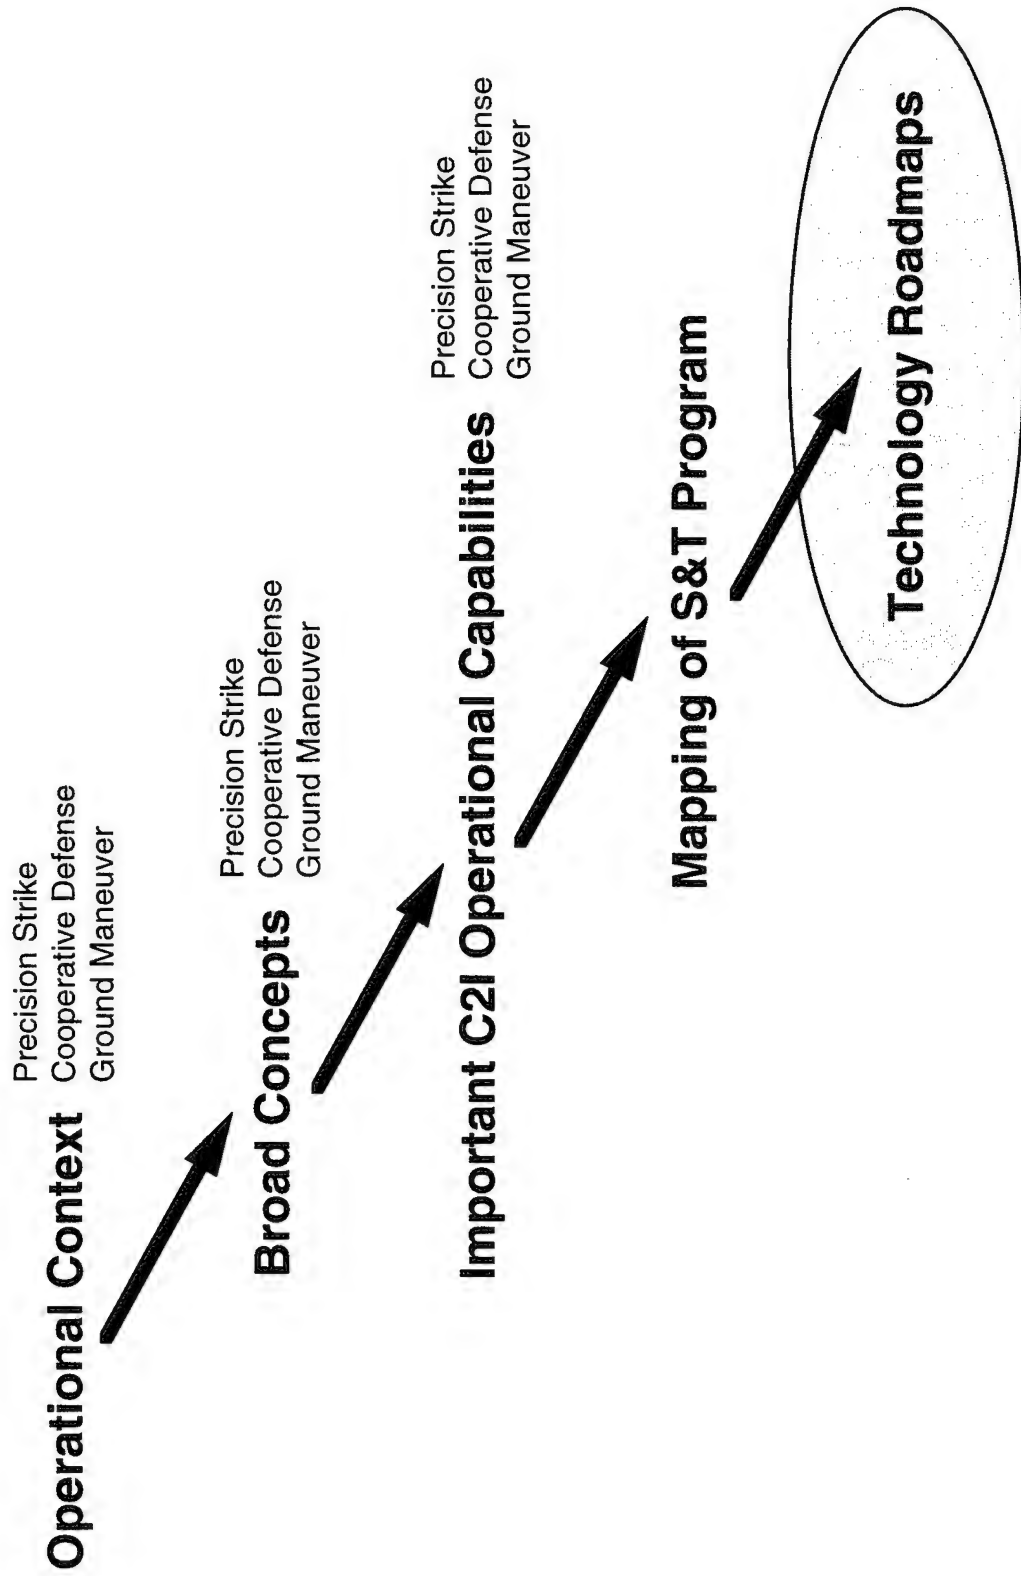 Operational Context
Precision Strike
Cooperative Defense
Ground Maneuver
Broad Concepts
Precision Strike
Cooperative Defense
Ground Maneuver
Important C2I Operational Capabilities
Precision Strike
Cooperative Defense
Ground Maneuver
Mapping of S&T Program
Technology Roadmaps